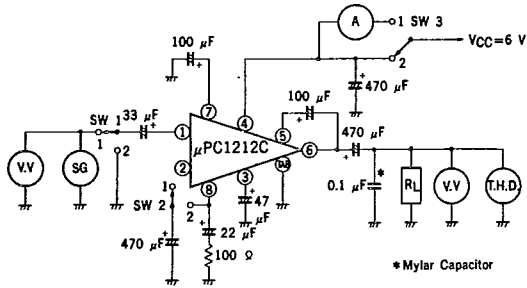 A
1 SW 3
VCC=6 V
2
100 μF
+
+
470 μF
100 μF
+
7
4
5
33 μF
SW 1
1
2
+
1
μPC1212C
6
470 μF
+
V.V
SG
2
TAB
0.1 μF
*
RL
V.V
T.H.D.
1
SW 2
2
8
3
+
47 μF
+
22 μF
470 μF
+
100 Ω
*Mylar Capacitor